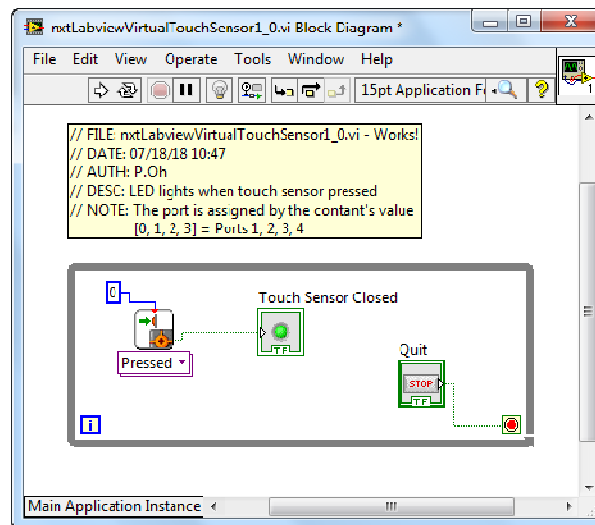 nxtLabviewVirtualTouchSensor1_0.vi Block Diagram *
File Edit View Operate Tools Window Help
15pt Application F
1
// FILE: nxtLabviewVirtualTouchSensor1_0.vi - Works!
// DATE: 07/18/18 10:47
// AUTH: P.Oh
// DESC: LED lights when touch sensor pressed
// NOTE: The port is assigned by the contant's value
[0, 1, 2, 3] = Ports 1, 2, 3, 4
0
Touch Sensor Closed
TF
Pressed
Quit
STOP
TF
i
Main Application Instance